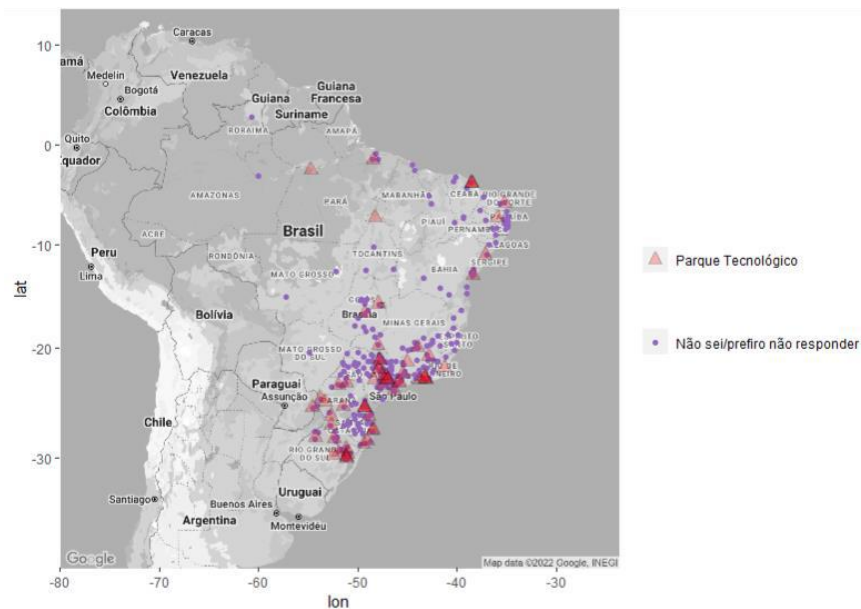 10
0
-10
-20
-30
lat
-80
-70
-60
-50
-40
-30
lon
Caracas
Medelin
Venezuela
Bogotá
Colômbia
Guiana
Guiana
Francesa
Suriname
Quito
RORAIMA
AMAPÁ
AMAZONAS
PARÁ
MARANHÃO
CEARÁ
RIO GRANDE
DO NORTE
PIAUÍ
Brasil
ACRE
RONDÔNIA
TOCANTINS
SERGIPE
Peru
Lima
MATO GROSSO
BAHIA
Bolívia
Brasília
MINAS GERAIS
MATO GROSSO
DO SUL
Paraguai
Assunção
São Paulo
Chile
RIO GRANDE
DO SUL
Uruguai
Santiago
Buenos Aires
Argentina
Montevidéu
Google
Map data ©2022 Google, INEGI
Parque Tecnológico
Não sei/prefiro não responder